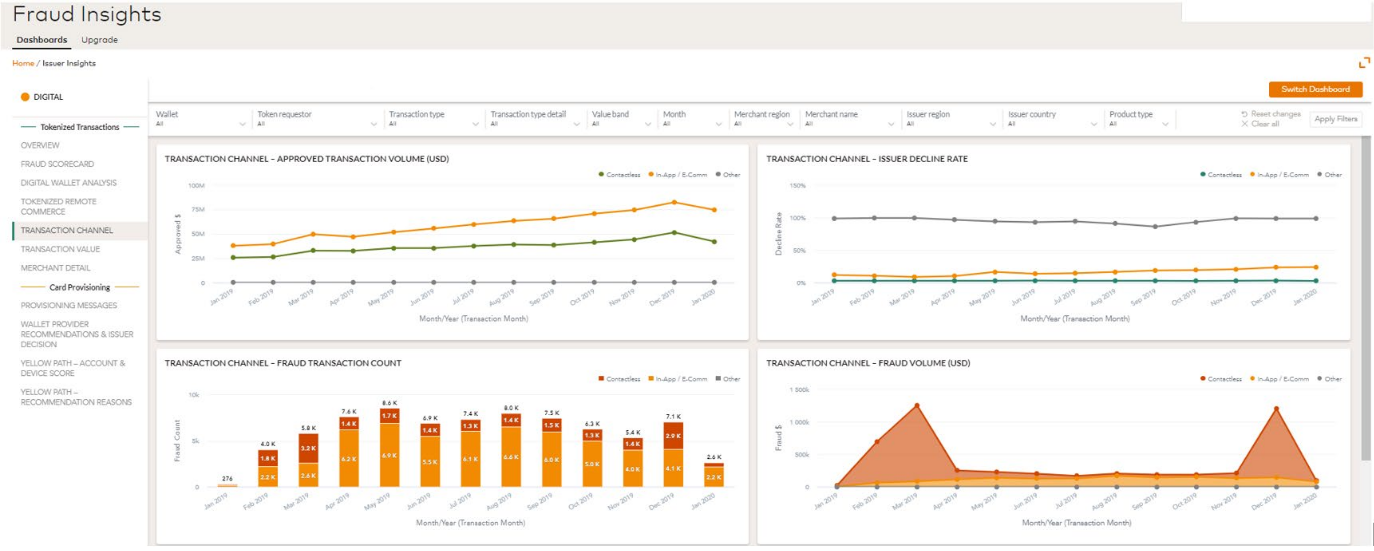 Fraud Insights
Dashboards Upgrade
Home / Issuer Insights
DIGITAL
Switch Dashboard
Wallet
All
Token requestor
All
Transaction type
All
Transaction type detail
All
Value band
All
Month
All
Merchant region
All
Merchant name
All
Issuer region
All
Issuer country
All
Product type
All
Reset changes
Clear all
Apply Filters
Tokenized Transactions
OVERVIEW
FRAUD SCORECARD
DIGITAL WALLET ANALYSIS
TOKENIZED REMOTE
COMMERCE
TRANSACTION CHANNEL
TRANSACTION VALUE
MERCHANT DETAIL
Card Provisioning
PROVISIONING MESSAGES
WALLET PROVIDER
RECOMMENDATIONS & ISSUER
DECISION
YELLOW PATH – ACCOUNT &
DEVICE SCORE
YELLOW PATH –
RECOMMENDATION REASONS
TRANSACTION CHANNEL – APPROVED TRANSACTION VOLUME (USD)
Contactless In-App / E-Comm Other
100M
75M
50M
25M
0
Approved $
Jan 2019 Feb 2019 Mar 2019 Apr 2019 May 2019 Jun 2019 Jul 2019 Aug 2019 Sep 2019 Oct 2019 Nov 2019 Dec 2019 Jan 2020
Month/Year (Transaction Month)
TRANSACTION CHANNEL – ISSUER DECLINE RATE
Contactless In-App / E-Comm Other
150%
100%
50%
0%
Decline Rate
Jan 2019 Feb 2019 Mar 2019 Apr 2019 May 2019 Jun 2019 Jul 2019 Aug 2019 Sep 2019 Oct 2019 Nov 2019 Dec 2019 Jan 2020
Month/Year (Transaction Month)
TRANSACTION CHANNEL – FRAUD TRANSACTION COUNT
Contactless In-App / E-Comm Other
10k
5k
0
Fraud Count
276 4.0 K 5.8 K 7.6 K 8.6 K 6.9 K 7.4 K 8.0 K 7.5 K 6.3 K 5.4 K 7.1 K 2.6 K
1.8 K 3.2 K 1.4 K 1.7 K 1.4 K 1.3 K 1.4 K 1.5 K 1.3 K 1.4 K 2.9 K
2.2 K 2.6 K 6.2 K 6.9 K 5.5 K 6.1 K 6.6 K 6.0 K 5.0 K 4.0 K 4.1 K 2.2 K
Jan 2019 Feb 2019 Mar 2019 Apr 2019 May 2019 Jun 2019 Jul 2019 Aug 2019 Sep 2019 Oct 2019 Nov 2019 Dec 2019 Jan 2020
Month/Year (Transaction Month)
TRANSACTION CHANNEL – FRAUD VOLUME (USD)
Contactless In-App / E-Comm Other
1 500k
1 000k
500k
0
Fraud $
Jan 2019 Feb 2019 Mar 2019 Apr 2019 May 2019 Jun 2019 Jul 2019 Aug 2019 Sep 2019 Oct 2019 Nov 2019 Dec 2019 Jan 2020
Month/Year (Transaction Month)